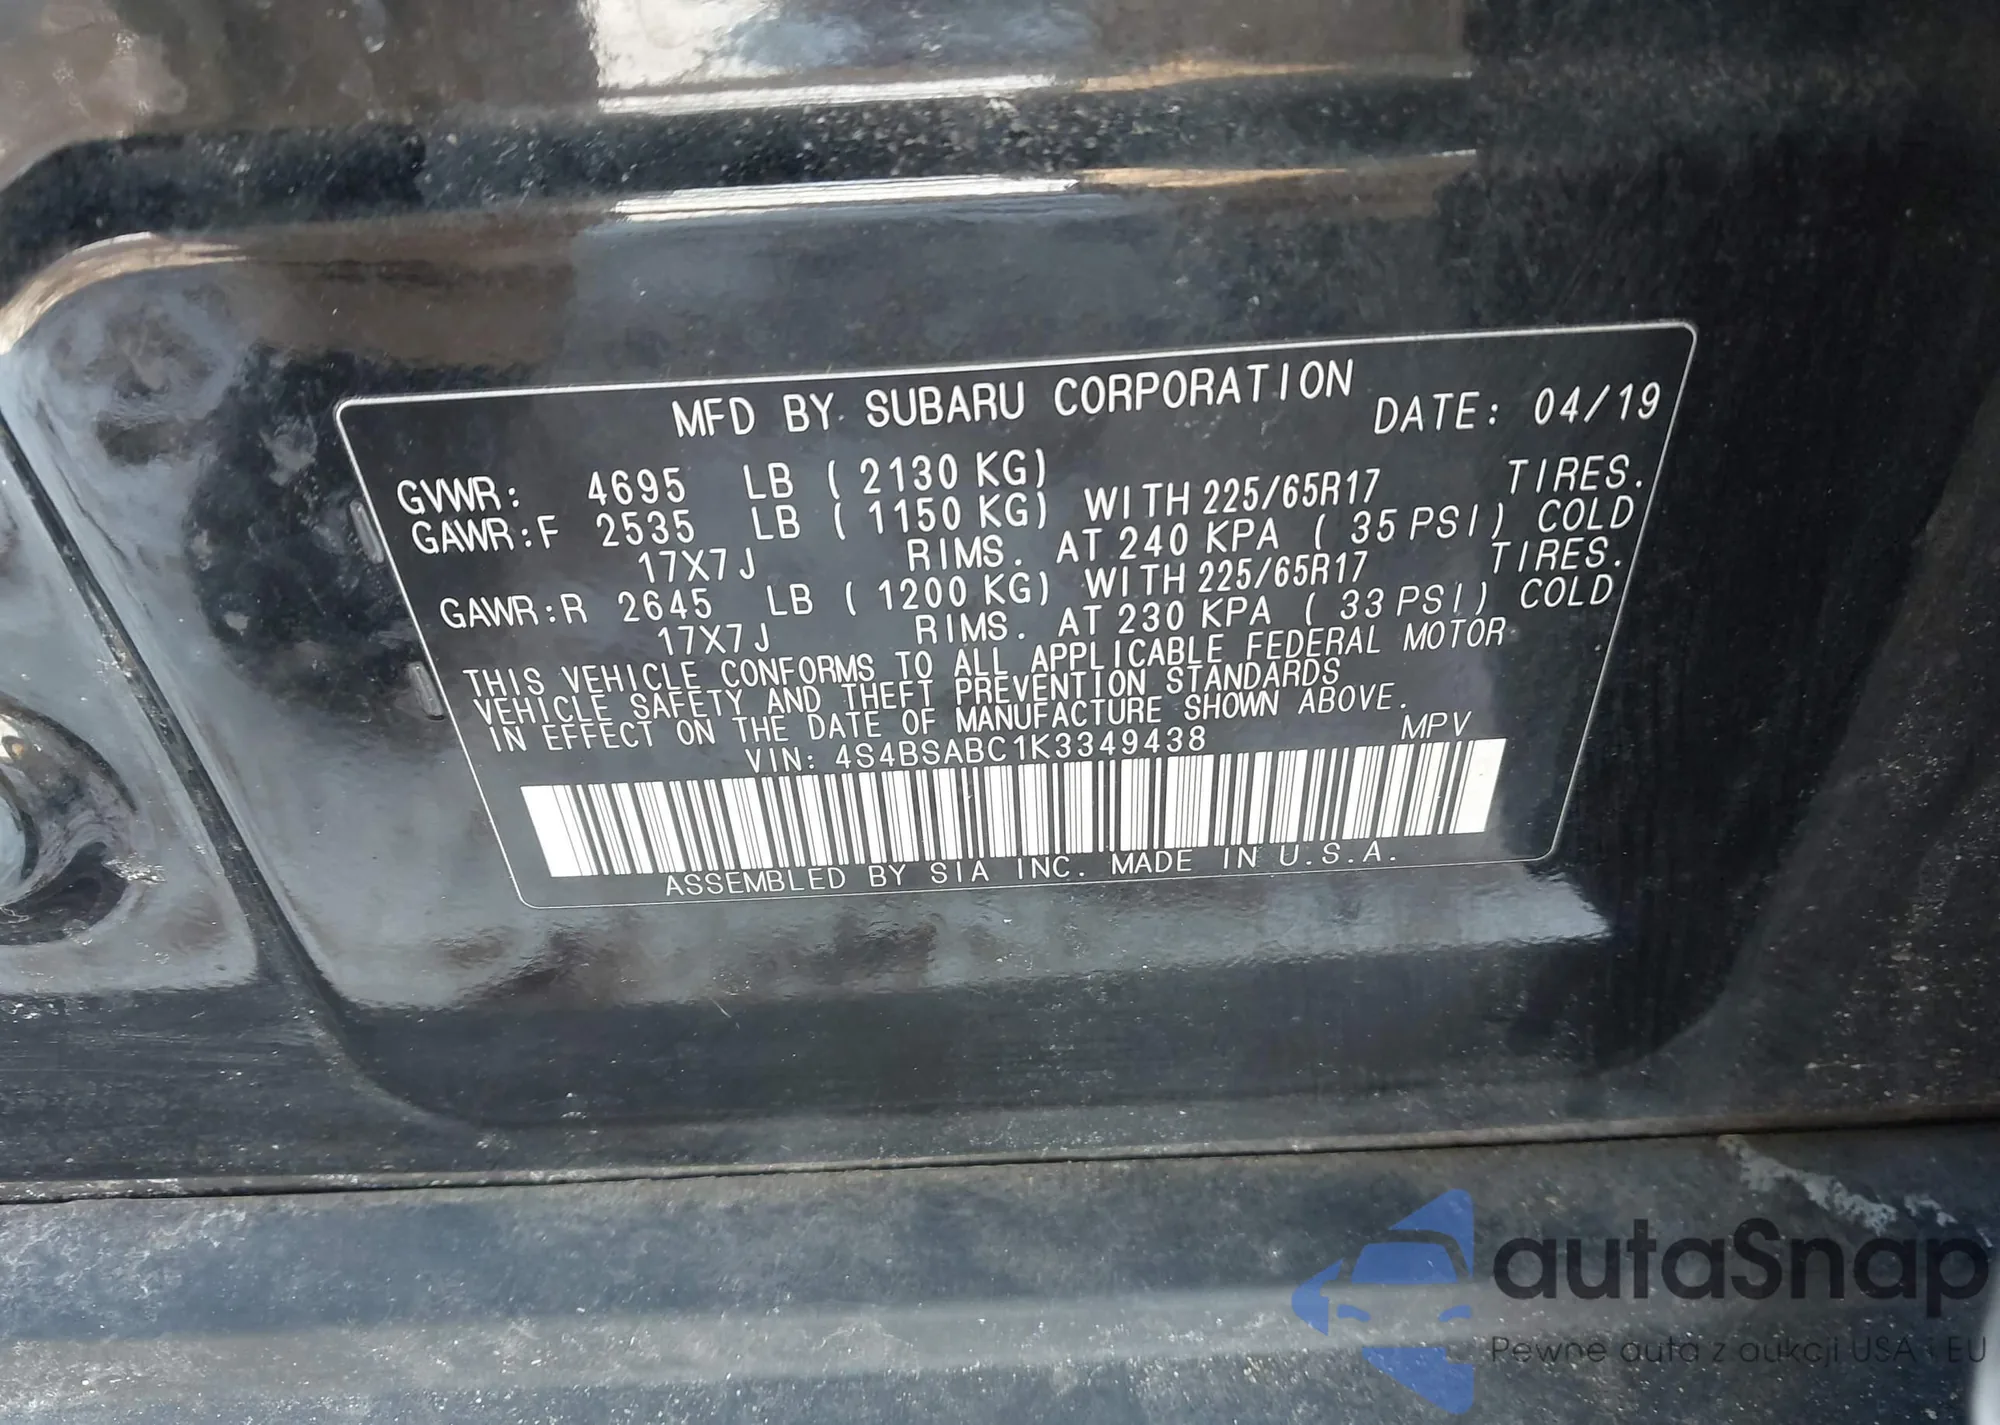 MFD BY SUBARU CORPORATION DATE: 04/19
GVWR: 4695 LB ( 2130 KG)
GAWR:F 2535 LB ( 1150 KG) WITH 225/65R17 TIRES.
17X7J RIMS. AT 240 KPA ( 35 PSI) COLD
GAWR:R 2645 LB ( 1200 KG) WITH 225/65R17 TIRES.
17X7J RIMS. AT 230 KPA ( 33 PSI) COLD
THIS VEHICLE CONFORMS TO ALL APPLICABLE FEDERAL MOTOR
VEHICLE SAFETY AND THEFT PREVENTION STANDARDS
IN EFFECT ON THE DATE OF MANUFACTURE SHOWN ABOVE.
VIN: 4S4BSABC1K3349438 MPV
ASSEMBLED BY SIA INC. MADE IN U.S.A.
autaSnap
Pewne auta z aukcji USA i EU